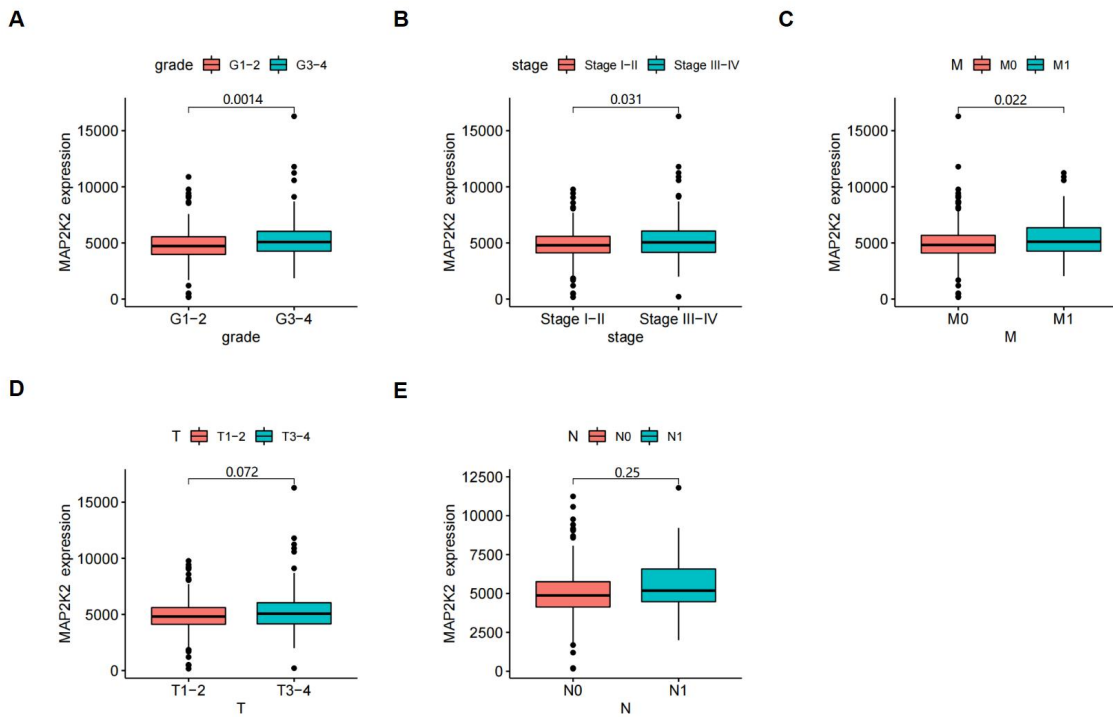 A
grade G1−2 G3−4
0.0014
15000
10000
5000
0
MAP2K2 expression
G1−2 G3−4
grade
B
stage Stage I−II Stage III−IV
0.031
15000
10000
5000
0
MAP2K2 expression
Stage I−II Stage III−IV
stage
C
M M0 M1
0.022
15000
10000
5000
0
MAP2K2 expression
M0 M1
M
D
T T1−2 T3−4
0.072
15000
10000
5000
0
MAP2K2 expression
T1−2 T3−4
T
E
N N0 N1
0.25
12500
10000
7500
5000
2500
0
MAP2K2 expression
N0 N1
N